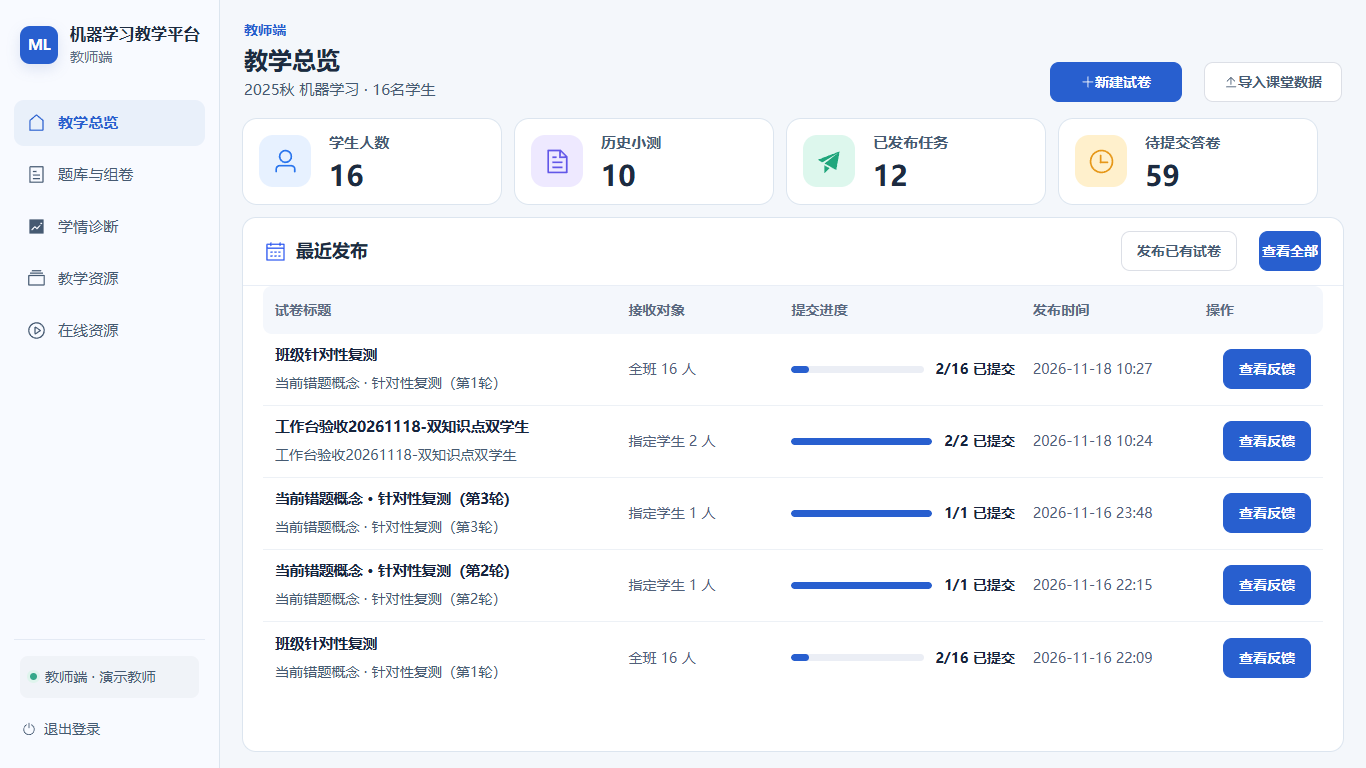 ML
机器学习教学平台
教师端
教学总览
题库与组卷
学情诊断
教学资源
在线资源
教师端 · 演示教师
退出登录
教师端
教学总览
2025秋 机器学习 · 16名学生
新建试卷
导入课堂数据
学生人数
16
历史小测
10
已发布任务
12
待提交答卷
59
最近发布
发布已有试卷
查看全部
试卷标题 接收对象 提交进度 发布时间 操作
班级针对性复测
当前错题概念 · 针对性复测（第1轮）
全班 16 人 2/16 已提交 2026-11-18 10:27 查看反馈
工作台验收20261118-双知识点双学生
工作台验收20261118-双知识点双学生
指定学生 2 人 2/2 已提交 2026-11-18 10:24 查看反馈
当前错题概念 · 针对性复测（第3轮）
当前错题概念 · 针对性复测（第3轮）
指定学生 1 人 1/1 已提交 2026-11-16 23:48 查看反馈
当前错题概念 · 针对性复测（第2轮）
当前错题概念 · 针对性复测（第2轮）
指定学生 1 人 1/1 已提交 2026-11-16 22:15 查看反馈
班级针对性复测
当前错题概念 · 针对性复测（第1轮）
全班 16 人 2/16 已提交 2026-11-16 22:09 查看反馈